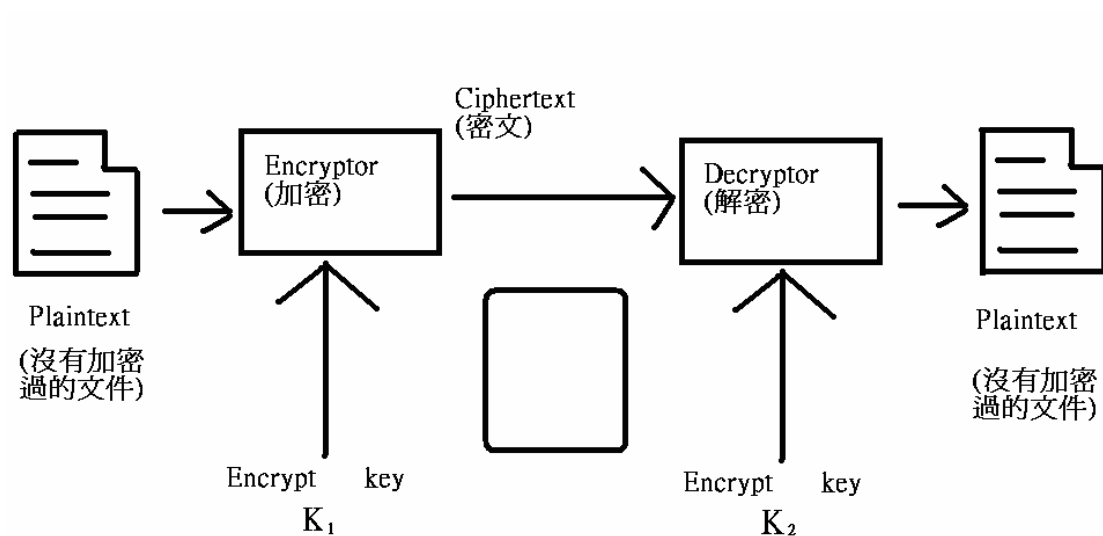 Ciphertext
(密文)
Encryptor
(加密)
Decryptor
(解密)
Plaintext
(沒有加密
過的文件)
Plaintext
(沒有加密
過的文件)
Encrypt key
K₁
Encrypt key
K₂